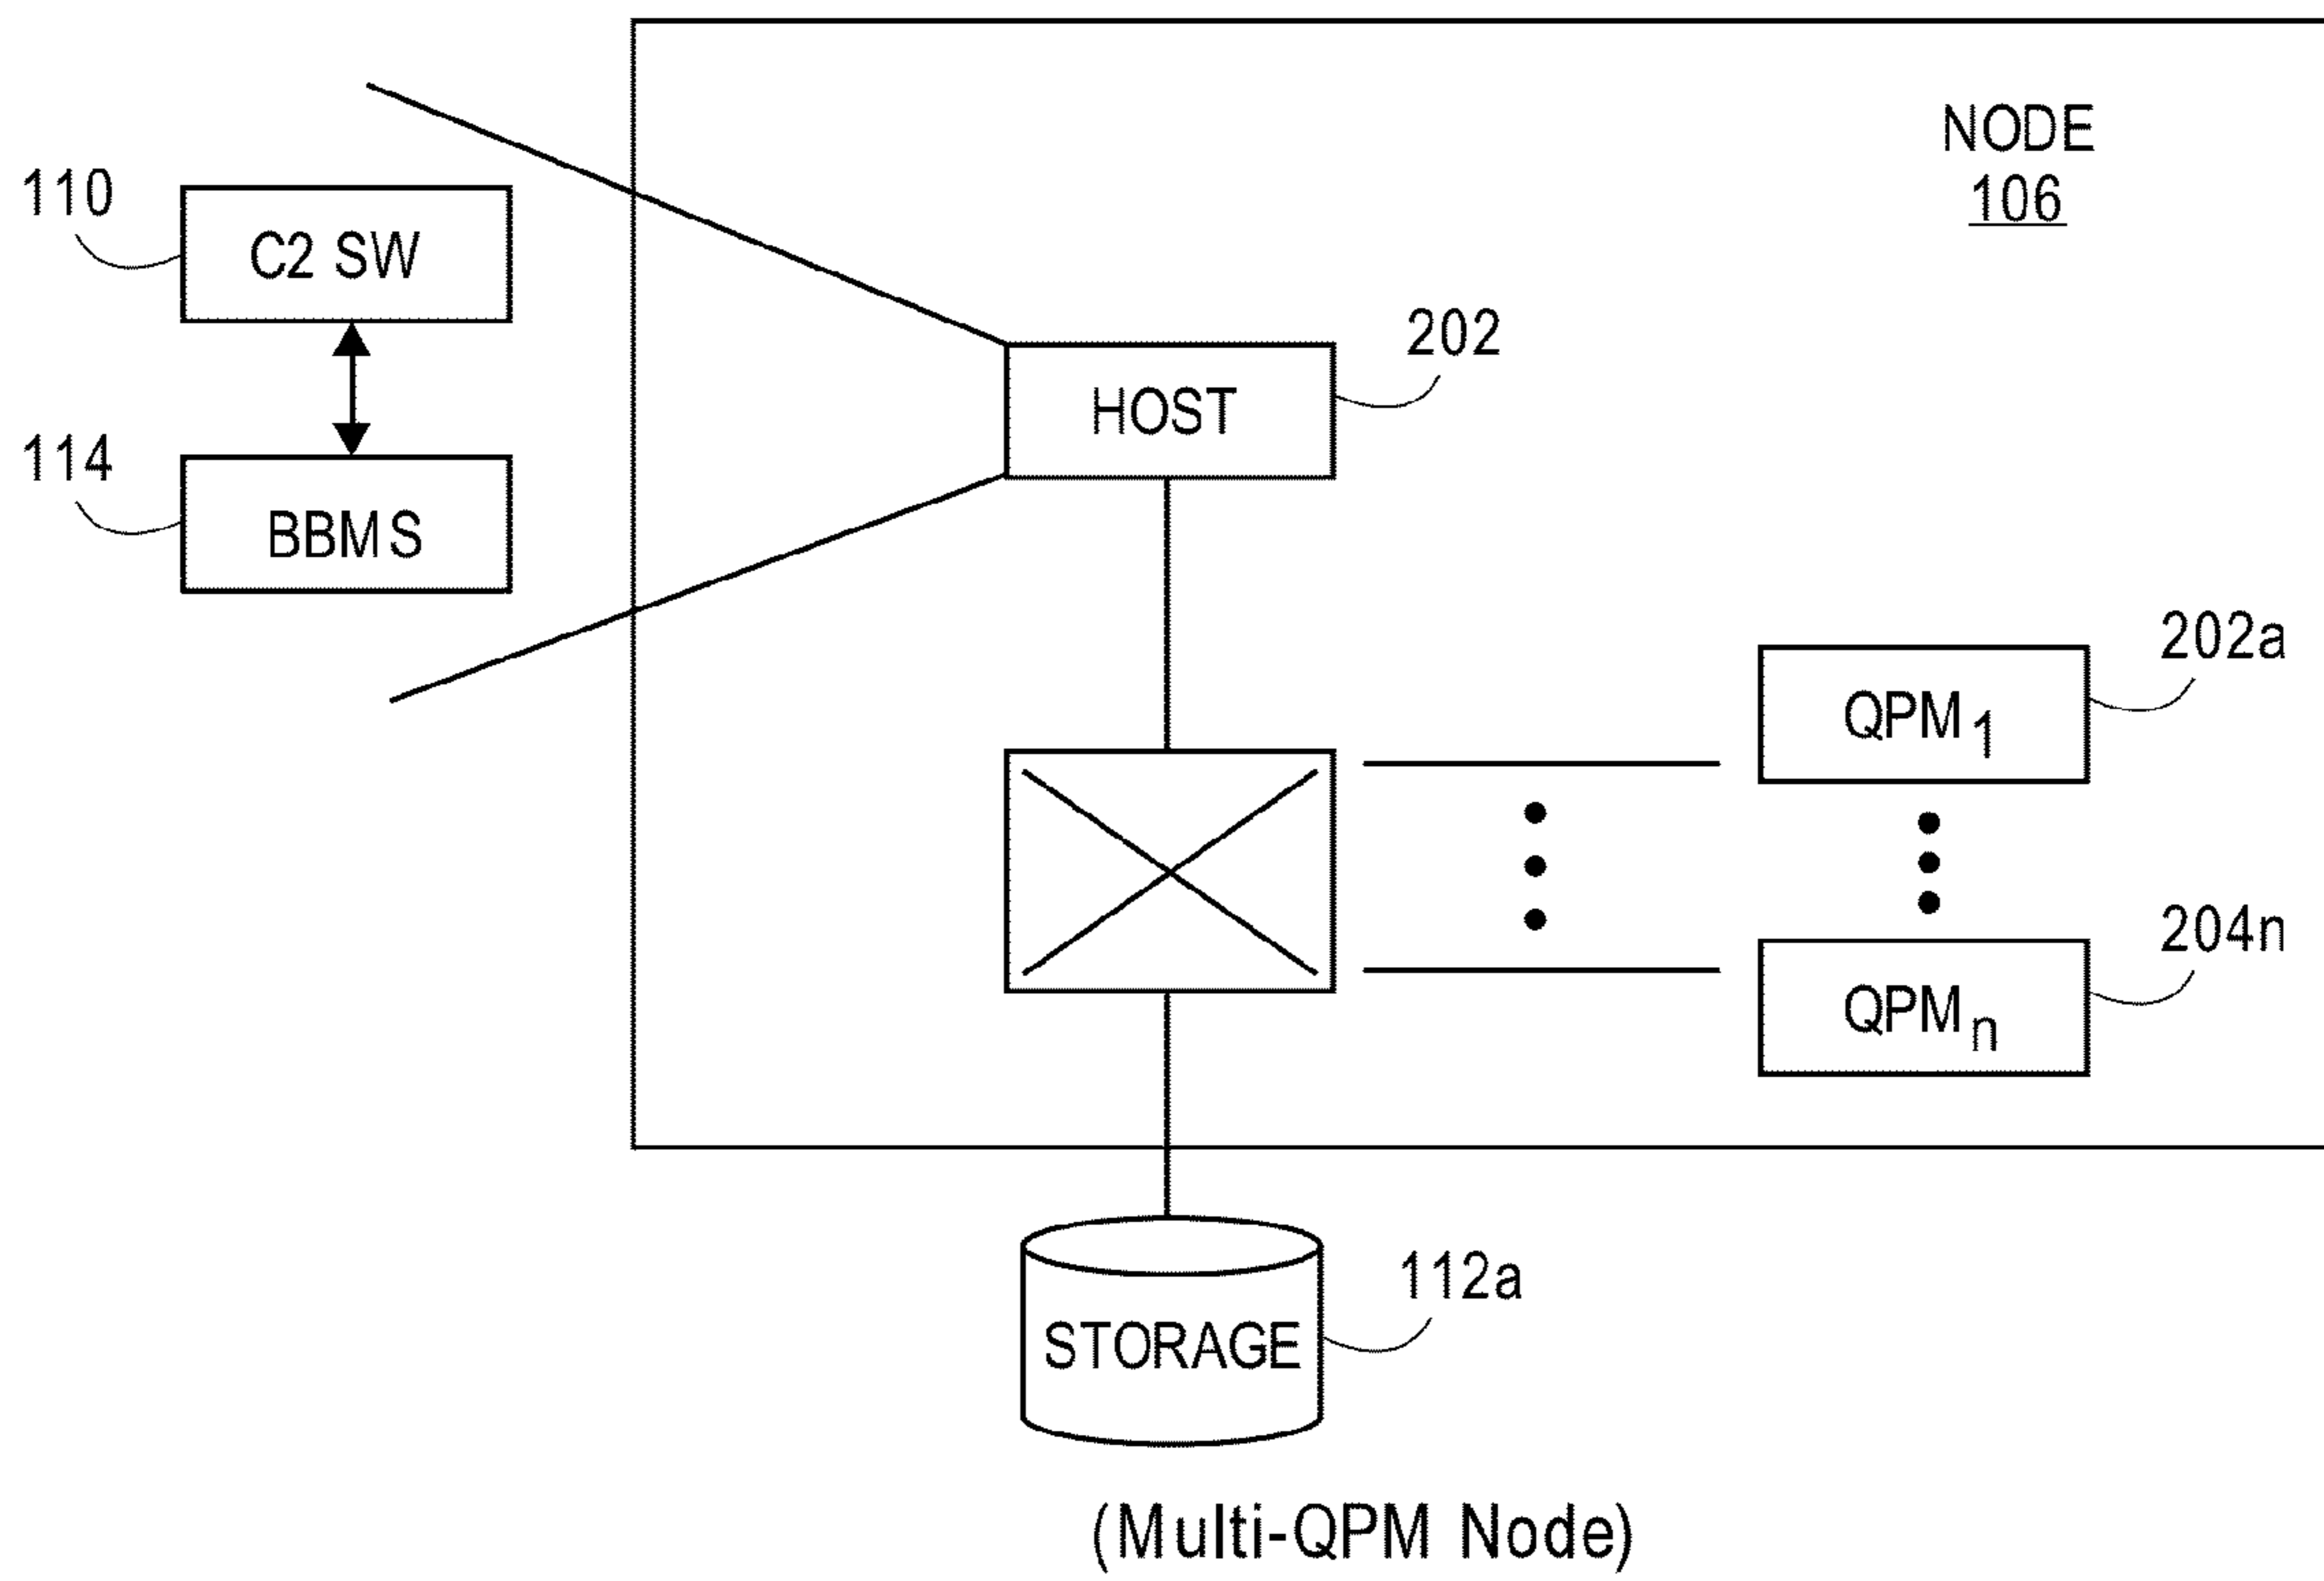 NODE
106
110
C2 SW
114
BBMS
202
HOST
202a
QPM1
204n
QPMn
112a
STORAGE
(Multi-QPM Node)